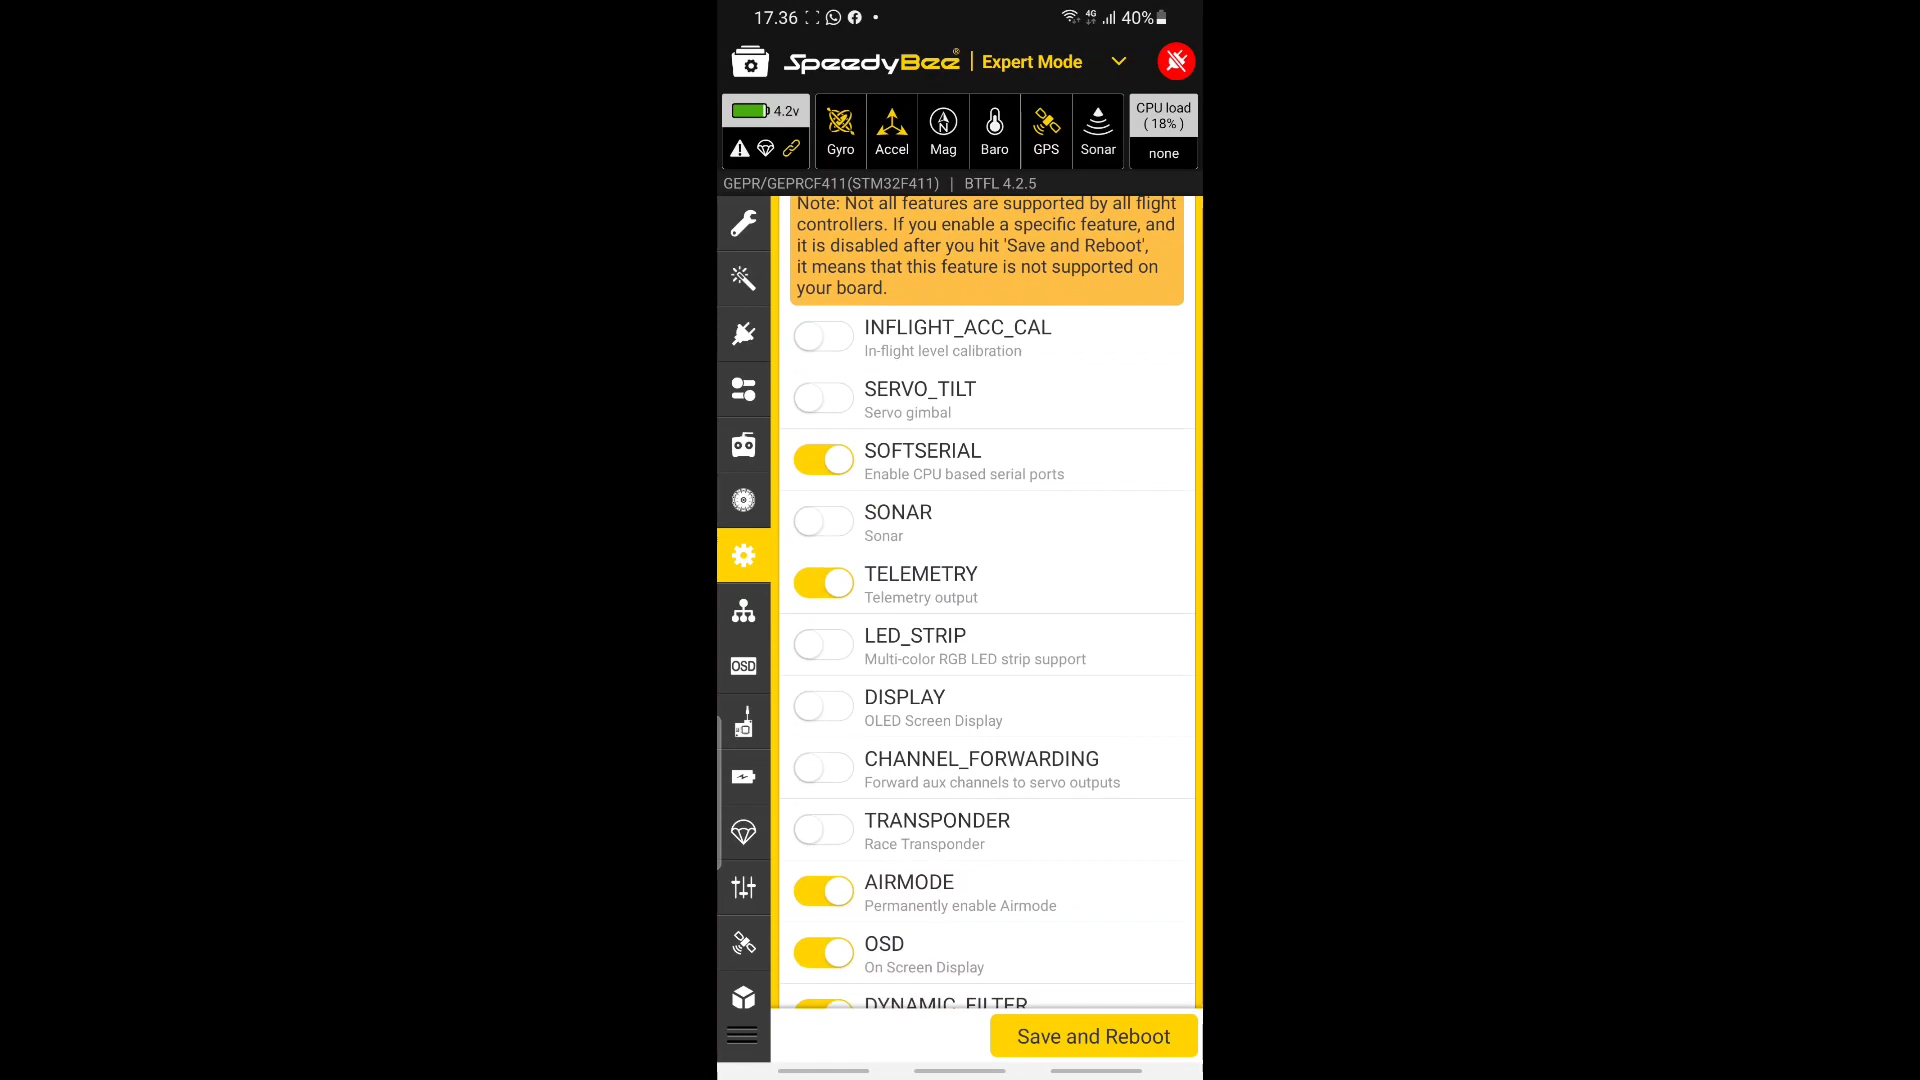 17.36 4G 40%
SpeedyBee® | Expert Mode
4.2v Gyro Accel Mag Baro GPS Sonar CPU load
( 18% )
none
GEPR/GEPRCF411(STM32F411) | BTFL 4.2.5
Note: Not all features are supported by all flight
controllers. If you enable a specific feature, and
it is disabled after you hit 'Save and Reboot',
it means that this feature is not supported on
your board.
INFLIGHT_ACC_CAL
In-flight level calibration
SERVO_TILT
Servo gimbal
SOFTSERIAL
Enable CPU based serial ports
SONAR
Sonar
TELEMETRY
Telemetry output
LED_STRIP
Multi-color RGB LED strip support
OSD
DISPLAY
OLED Screen Display
CHANNEL_FORWARDING
Forward aux channels to servo outputs
TRANSPONDER
Race Transponder
AIRMODE
Permanently enable Airmode
OSD
On Screen Display
DYNAMIC_FILTER
Save and Reboot